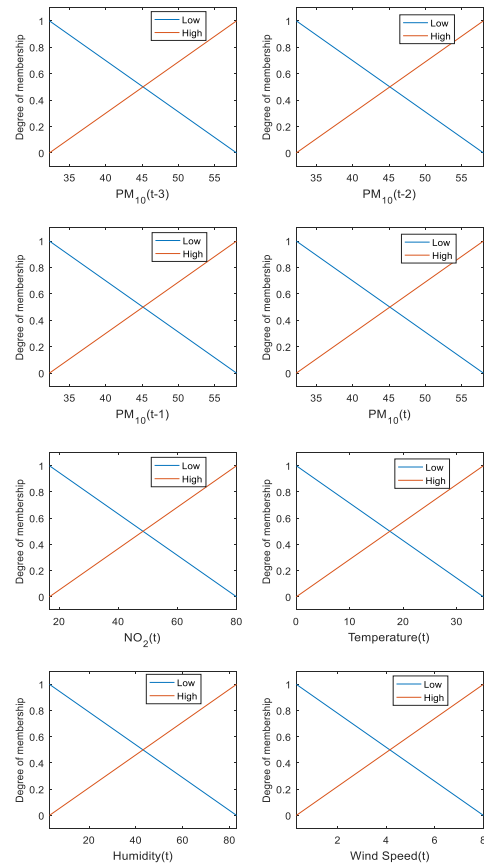 Low
High
Degree of membership
1
0.8
0.6
0.4
0.2
0
35 40 45 50 55
PM10(t-3)
Low
High
Degree of membership
1
0.8
0.6
0.4
0.2
0
35 40 45 50 55
PM10(t-2)
Low
High
Degree of membership
1
0.8
0.6
0.4
0.2
0
35 40 45 50 55
PM10(t-1)
Low
High
Degree of membership
1
0.8
0.6
0.4
0.2
0
35 40 45 50 55
PM10(t)
Low
High
Degree of membership
1
0.8
0.6
0.4
0.2
0
20 40 60 80
NO2(t)
Low
High
Degree of membership
1
0.8
0.6
0.4
0.2
0
0 10 20 30
Temperature(t)
Low
High
Degree of membership
1
0.8
0.6
0.4
0.2
0
20 40 60 80
Humidity(t)
Low
High
Degree of membership
1
0.8
0.6
0.4
0.2
0
2 4 6 8
Wind Speed(t)